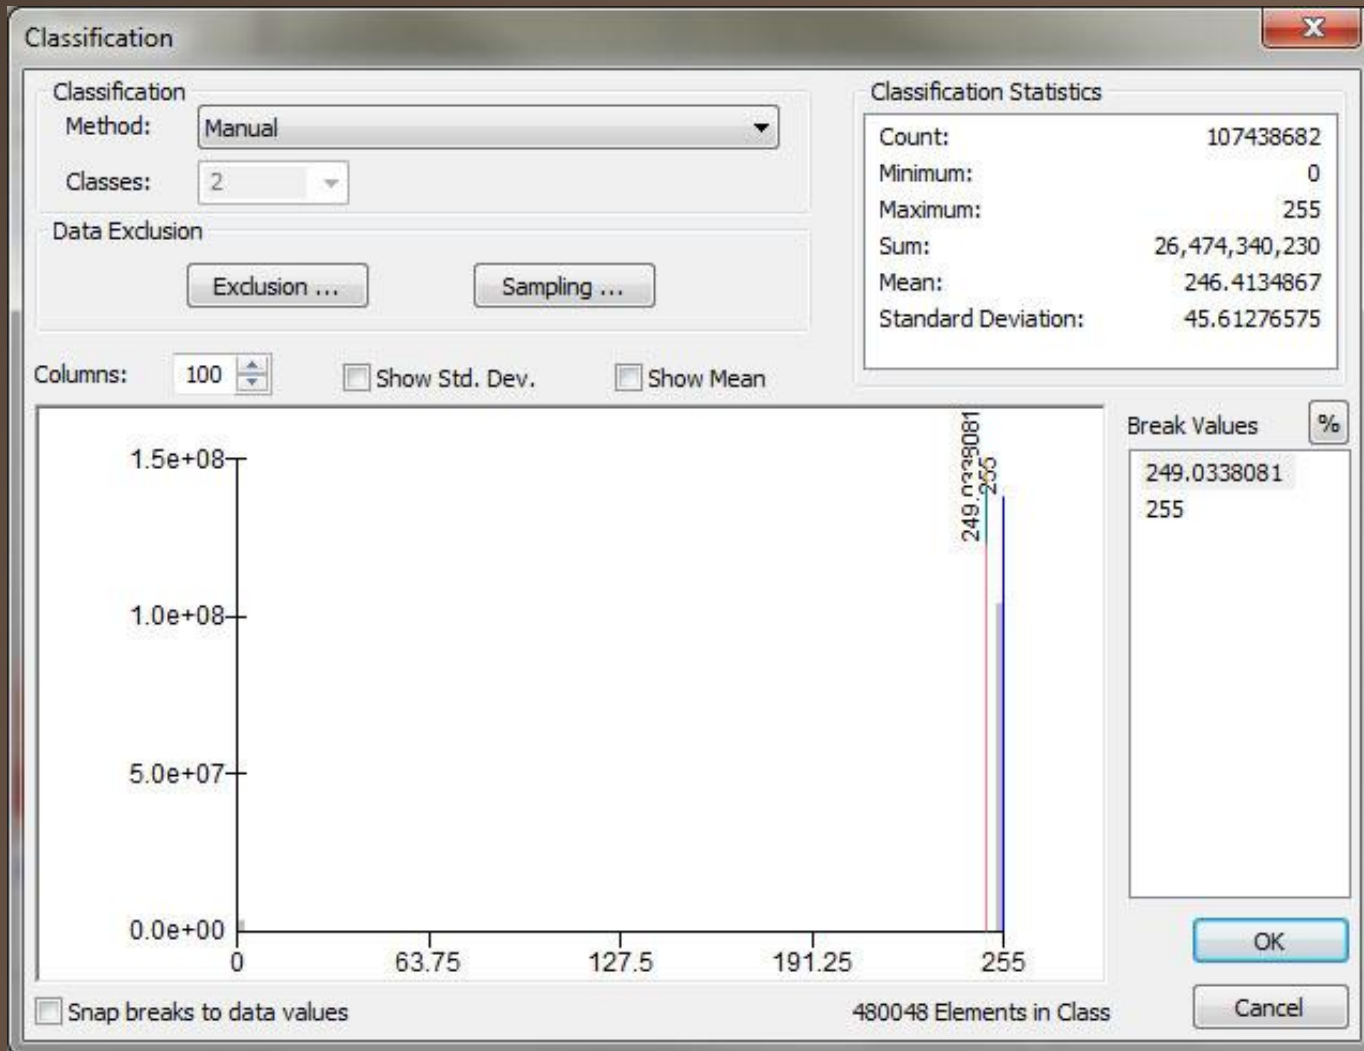 Classification
Classification
Method: Manual
Classes: 2
Data Exclusion
Exclusion ...
Sampling ...
Classification Statistics
Count: 107438682
Minimum: 0
Maximum: 255
Sum: 26,474,340,230
Mean: 246.4134867
Standard Deviation: 45.61276575
Columns: 100
Show Std. Dev.
Show Mean
1.5e+08
1.0e+08
5.0e+07
0.0e+00
0 63.75 127.5 191.25 255
249.0338081
255
Break Values %
249.0338081
255
OK
Cancel
Snap breaks to data values
480048 Elements in Class